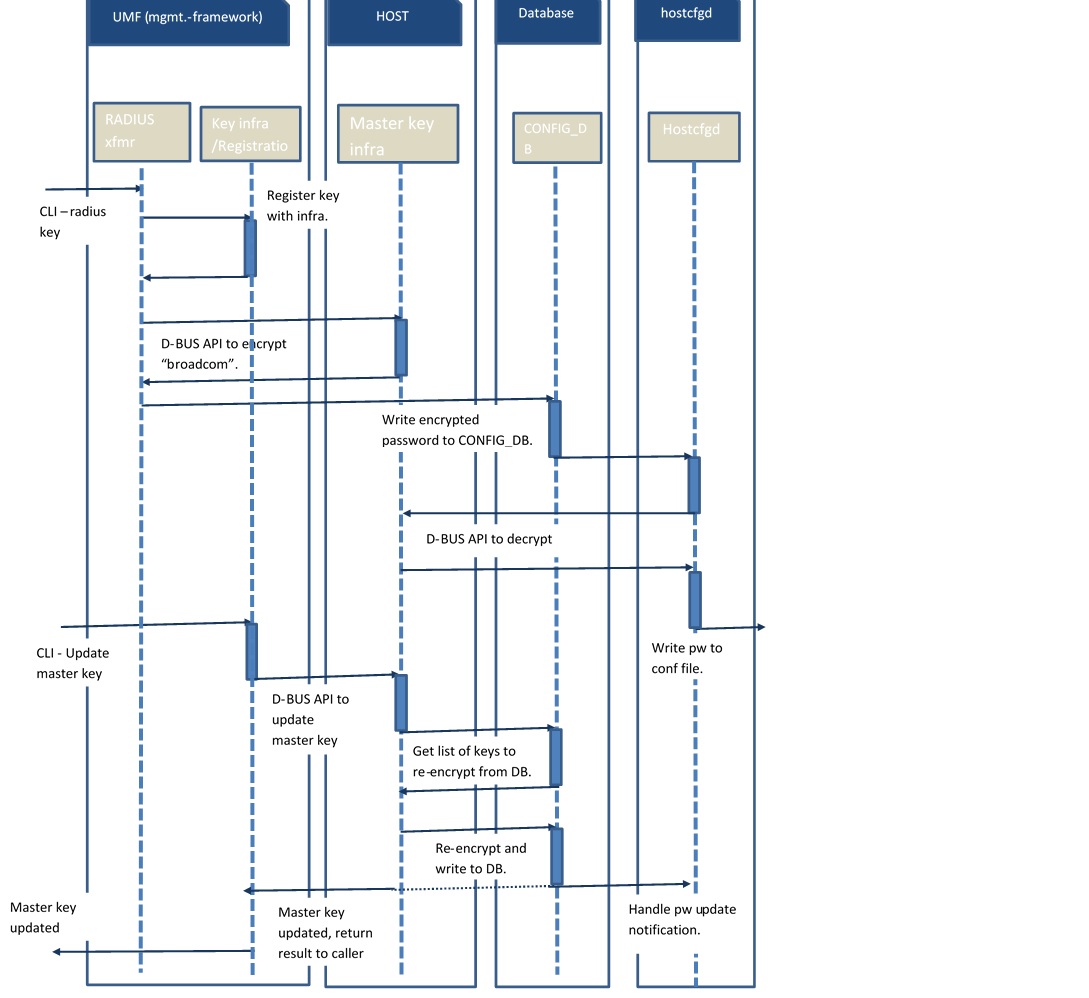 UMF (mgmt.-framework)
HOST
Database
hostcfgd
RADIUS
xfmr
Key infra
/Registratio
Master key
infra
CONFIG_D
B
Hostcfgd
CLI – radius
key
Register key
with infra.
D-BUS API to encrypt
“broadcom”.
Write encrypted
password to CONFIG_DB.
D-BUS API to decrypt
Write pw to
conf file.
CLI - Update
master key
D-BUS API to
update
master key
Get list of keys to
re-encrypt from DB.
Re-encrypt and
write to DB.
Master key
updated
Master key
updated, return
result to caller
Handle pw update
notification.